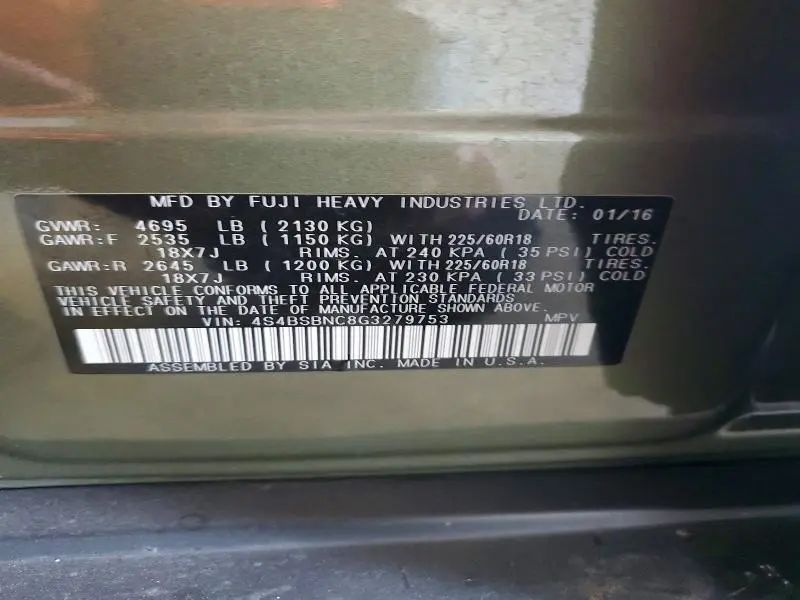 MFD BY FUJI HEAVY INDUSTRIES LTD.
DATE: 01/16
GVWR: 4695 LB ( 2130 KG)
GAWR:F 2535 LB ( 1150 KG) WITH 225/60R18 TIRES.
18X7J RIMS. AT 240 KPA ( 35 PSI) COLD
GAWR:R 2645 LB ( 1200 KG) WITH 225/60R18 TIRES.
18X7J RIMS. AT 230 KPA ( 33 PSI) COLD
THIS VEHICLE CONFORMS TO ALL APPLICABLE FEDERAL MOTOR
VEHICLE SAFETY AND THEFT PREVENTION STANDARDS
IN EFFECT ON THE DATE OF MANUFACTURE SHOWN ABOVE.
VIN: 4S4BSBNC8G3279753 MPV
ASSEMBLED BY SIA INC. MADE IN U.S.A.